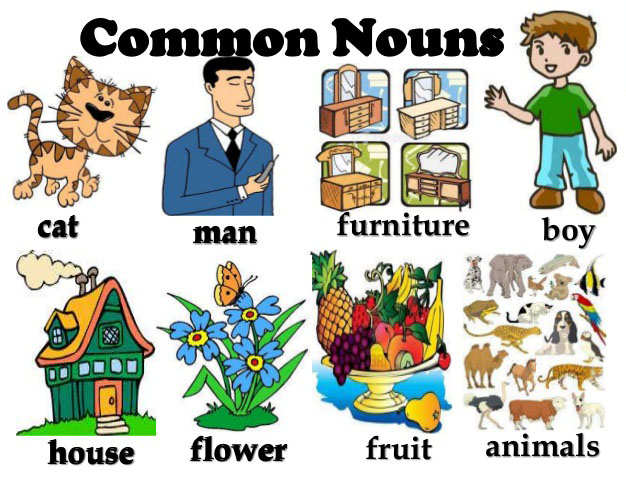 Common Nouns
cat
man
furniture
boy
house
flower
fruit
animals